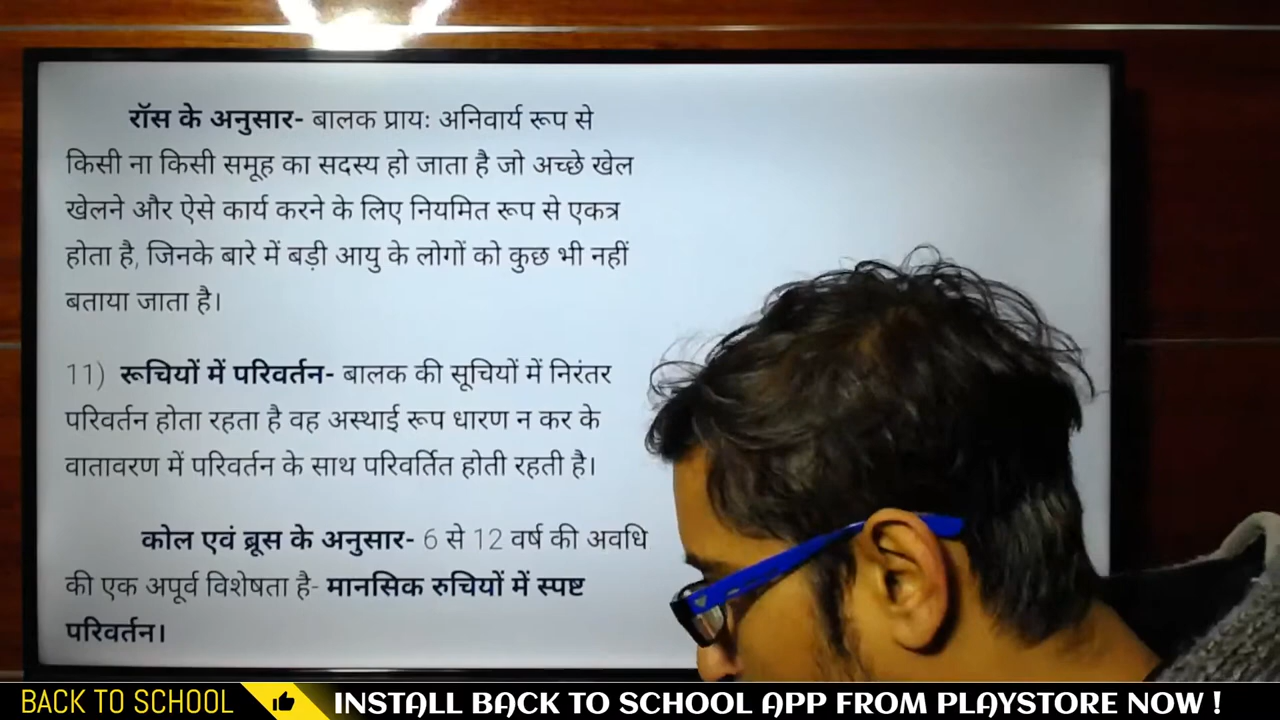 रॉस के अनुसार- बालक प्रायः अनिवार्य रूप से
किसी ना किसी समूह का सदस्य हो जाता है जो अच्छे खेल
खेलने और ऐसे कार्य करने के लिए नियमित रूप से एकत्र
होता है, जिनके बारे में बड़ी आयु के लोगों को कुछ भी नहीं
बताया जाता है।
11) रूचियों में परिवर्तन- बालक की सूचियों में निरंतर
परिवर्तन होता रहता है वह अस्थाई रूप धारण न कर के
वातावरण में परिवर्तन के साथ परिवर्तित होती रहती है।
कोल एवं ब्रूस के अनुसार- 6 से 12 वर्ष की अवधि
की एक अपूर्व विशेषता है- मानसिक रुचियों में स्पष्ट
परिवर्तन।
BACK TO SCHOOL INSTALL BACK TO SCHOOL APP FROM PLAYSTORE NOW !